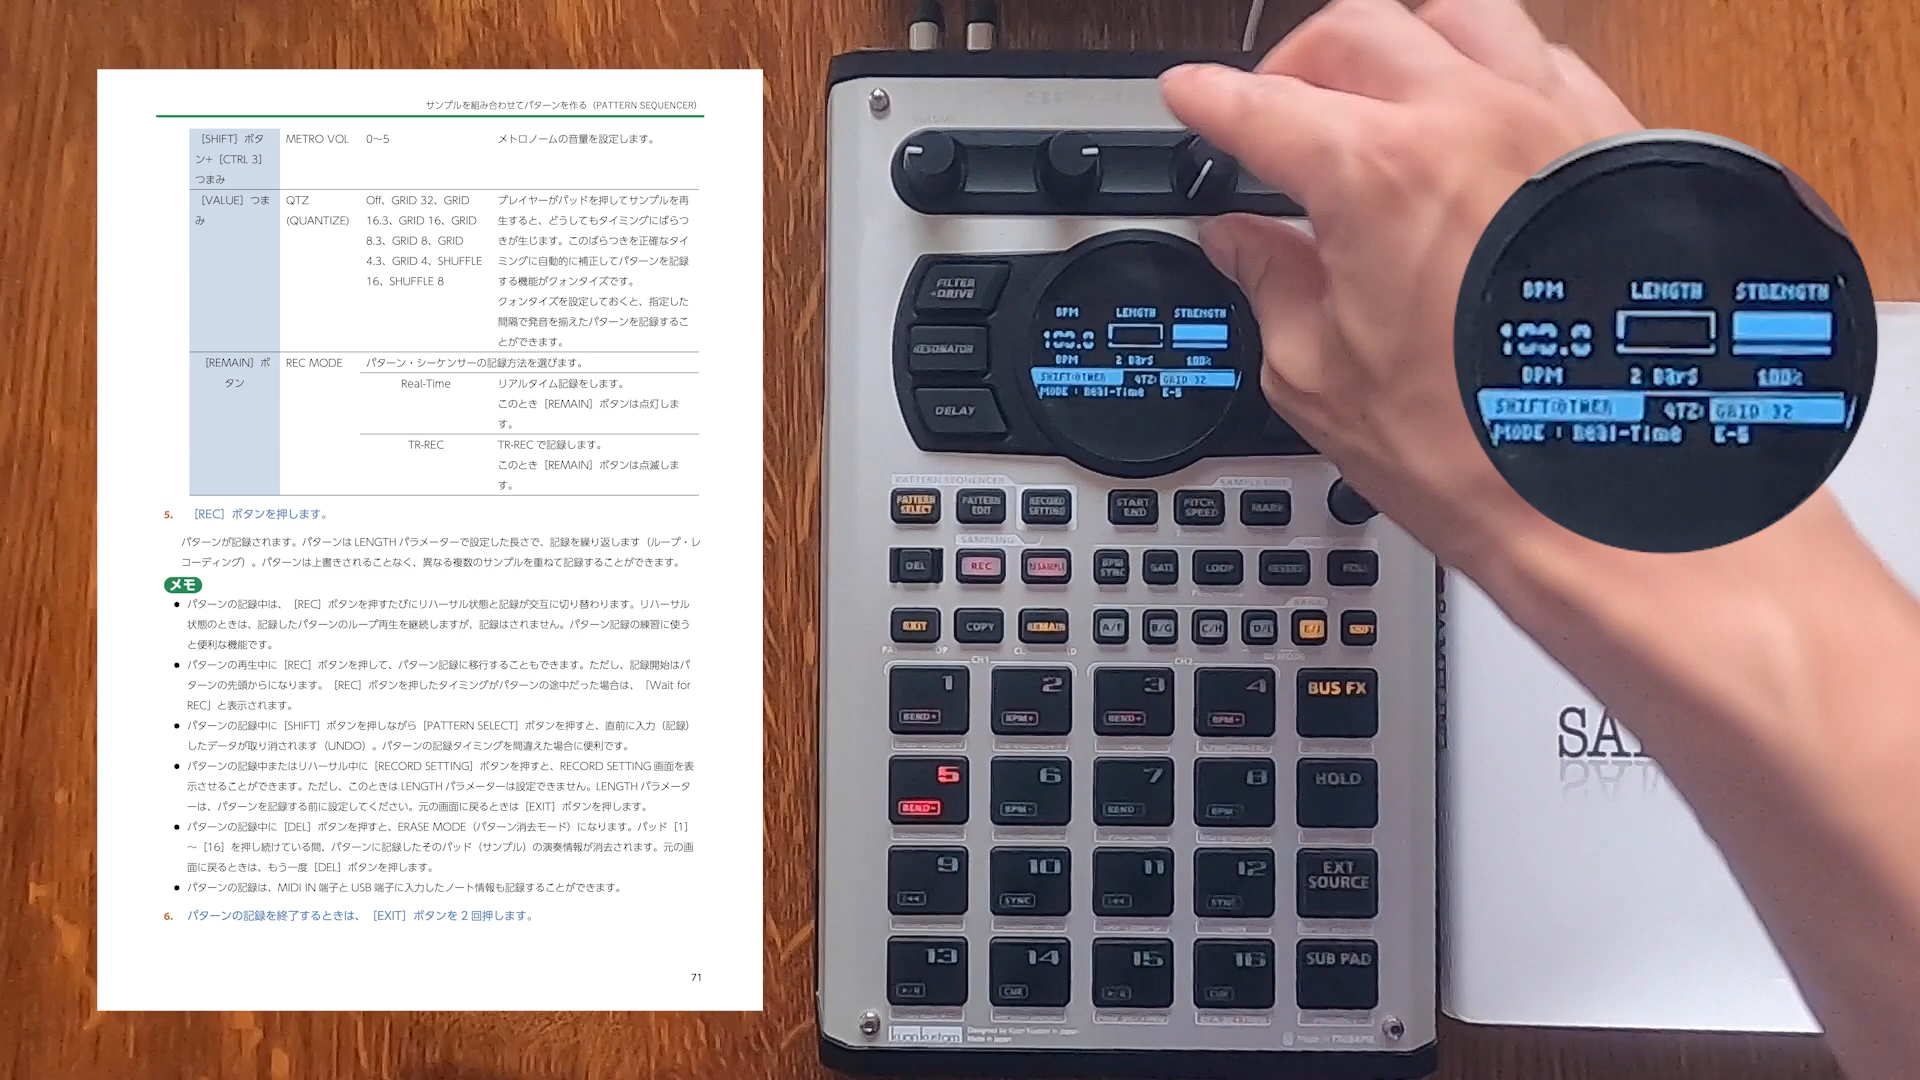 サンプルを組み合わせてパターンを作る（PATTERN SEQUENCER）
［SHIFT］ボタン+［CTRL 3］つまみ METRO VOL 0～5 メトロノームの音量を設定します。
［VALUE］つまみ QTZ (QUANTIZE)
Off、GRID 32、GRID
16.3、GRID 16、GRID
8.3、GRID 8、GRID
4.3、GRID 4、SHUFFLE
16、SHUFFLE 8
プレイヤーがパッドを押してサンプルを再
生すると、どうしてもタイミングにばらつ
きが生じます。このばらつきを正確なタイ
ミングに自動的に補正してパターンを記録
する機能がクォンタイズです。
クォンタイズを設定しておくと、指定した
間隔で発音を揃えたパターンを記録するこ
とができます。
［REMAIN］ボタン REC MODE パターン・シーケンサーの記録方法を選びます。
Real-Time リアルタイム記録をします。
このとき［REMAIN］ボタンは点灯しま
す。
TR-REC TR-REC で記録します。
このとき［REMAIN］ボタンは点滅しま
す。
5. ［REC］ボタンを押します。
パターンが記録されます。パターンは LENGTH パラメーターで設定した長さで、記録を繰り返します（ループ・レ
コーディング）。パターンは上書きされることなく、異なる複数のサンプルを重ねて記録することができます。
メモ
● パターンの記録中は、［REC］ボタンを押すたびにリハーサル状態と記録が交互に切り替わります。リハーサル
状態のときは、記録したパターンのループ再生を継続しますが、記録はされません。パターン記録の練習に使う
と便利な機能です。
● パターンの再生中に［REC］ボタンを押して、パターン記録に移行することもできます。ただし、記録開始はパ
ターンの先頭からになります。［REC］ボタンを押したタイミングがパターンの途中だった場合は、「Wait for
REC」と表示されます。
● パターンの記録中に［SHIFT］ボタンを押しながら［PATTERN SELECT］ボタンを押すと、直前に入力（記録）
したデータが取り消されます（UNDO）。パターンの記録タイミングを間違えた場合に便利です。
● パターンの記録中またはリハーサル中に［RECORD SETTING］ボタンを押すと、RECORD SETTING 画面を表
示させることができます。ただし、このときは LENGTH パラメーターは設定できません。LENGTH パラメータ
ーは、パターンを記録する前に設定してください。元の画面に戻るときは［EXIT］ボタンを押します。
● パターンの記録中に［DEL］ボタンを押すと、ERASE MODE（パターン消去モード）になります。パッド［1］
～［16］を押し続けている間、パターンに記録したそのパッド（サンプル）の演奏情報が消去されます。元の画
面に戻るときは、もう一度［DEL］ボタンを押します。
● パターンの記録は、MIDI IN 端子と USB 端子に入力したノート情報も記録することができます。
6. パターンの記録を終了するときは、［EXIT］ボタンを 2 回押します。
71
FILTER +DRIVE
RESONATOR
DELAY
BPM LENGTH STRENGTH
100.0
BPM 2 Bars 100%
SHIFT:OTHER QTZ: GRID 32
MODE : Real-Time E-5
BPM LENGTH STRENGTH
100.0
BPM 2 Bars 100%
SHIFT:OTHER QTZ: GRID 32
MODE : Real-Time E-5
PATTERN SEQUENCER
PATTERN SELECT PATTERN EDIT RECORD SETTING START END PITCH SPEED MARK
SAMPLING
DEL REC RESAMPLE BPM SYNC GATE LOOP REVERSE ROLL
EXIT COPY REMAIN A/F B/G C/H D/I E/J SHIFT
CH1 CH2
1 BEND+ 2 BPM+ 3 BEND+ 4 BPM+ BUS FX
5 BEND- 6 BPM- 7 BEND- 8 BPM- HOLD
9 10 SYNC 11 12 SYNC EXT SOURCE
13 14 CUE 15 16 CUE SUB PAD